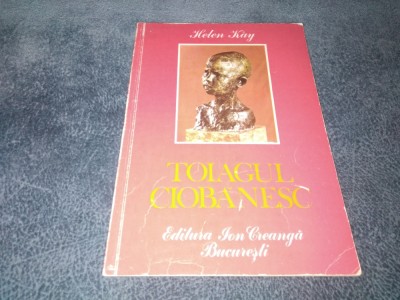 Helen Kay
TOIAGUL
CIOBĂNESC
Editura Ion Creangă
București